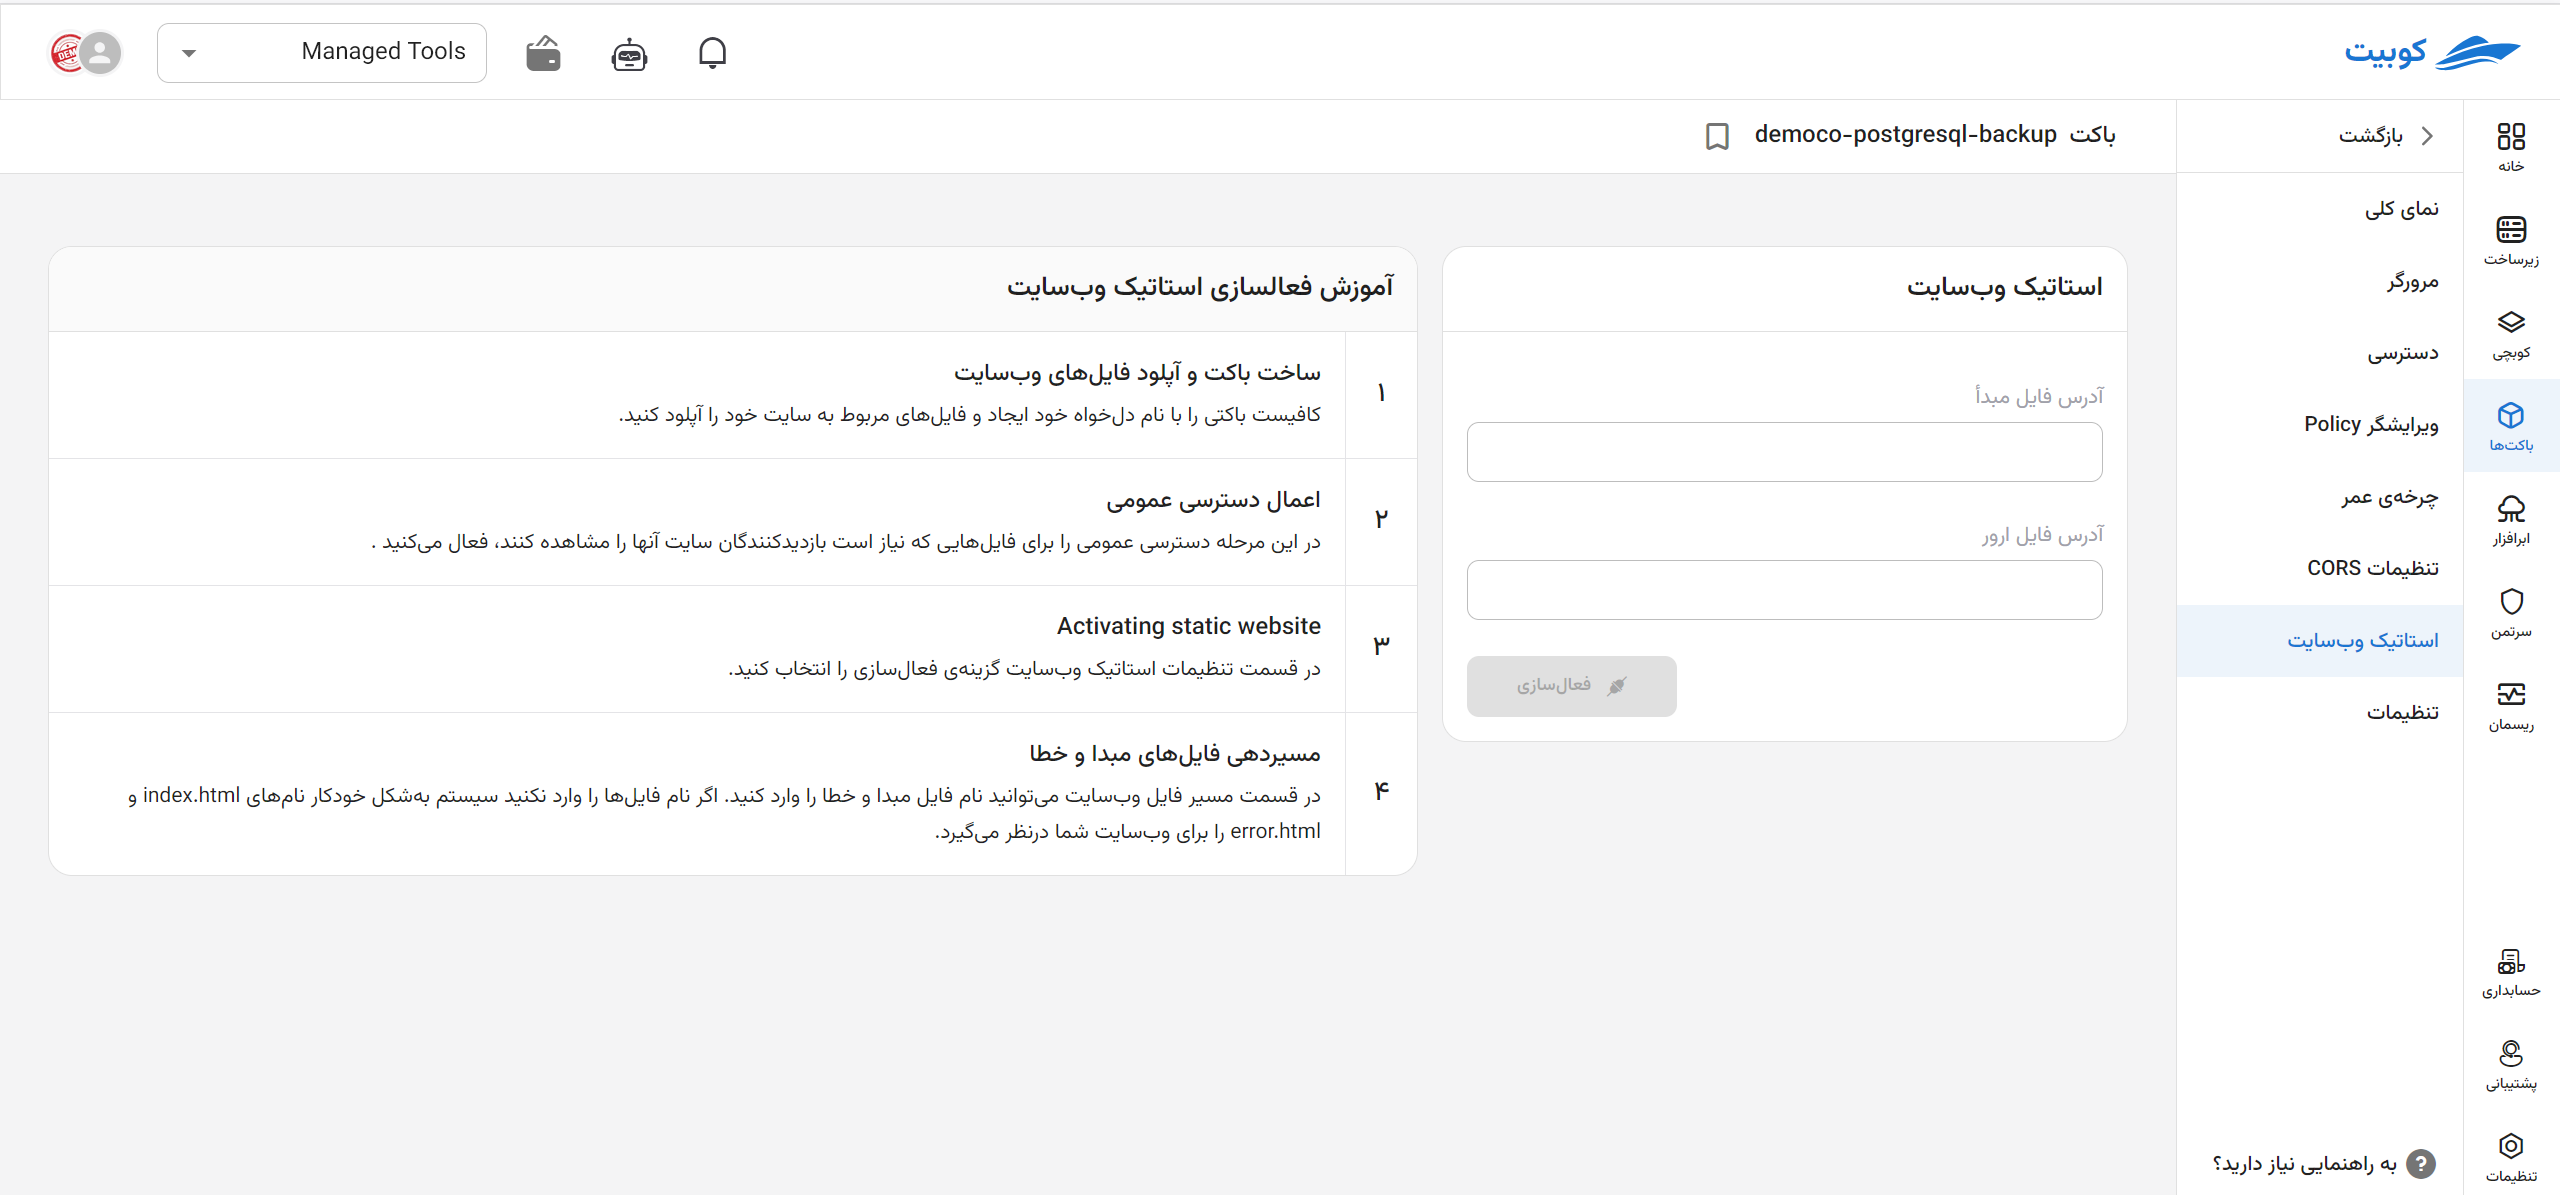 کوبیت
Managed Tools
خانه
زیرساخت
کوبچی
باکت‌ها
ابرافزار
سرتمن
ریسمان
حسابداری
پشتیبانی
تنظیمات
بازگشت
نمای کلی
مرورگر
دسترسی
ویرایشگر Policy
چرخه‌ی عمر
تنظیمات CORS
استاتیک وب‌سایت
تنظیمات
به راهنمایی نیاز دارید؟
باکت democo-postgresql-backup
استاتیک وب‌سایت
آدرس فایل مبدأ
آدرس فایل ارور
فعال‌سازی
آموزش فعالسازی استاتیک وب‌سایت
۱
ساخت باکت و آپلود فایل‌های وب‌سایت
کافیست باکتی را با نام دل‌خواه خود ایجاد و فایل‌های مربوط به سایت خود را آپلود کنید.
۲
اعمال دسترسی عمومی
در این مرحله دسترسی عمومی را برای فایل‌هایی که نیاز است بازدیدکنندگان سایت آنها را مشاهده کنند، فعال می‌کنید .
۳
Activating static website
در قسمت تنظیمات استاتیک وب‌سایت گزینه‌ی فعال‌سازی را انتخاب کنید.
۴
مسیردهی فایل‌های مبدا و خطا
در قسمت مسیر فایل وب‌سایت می‌توانید نام فایل مبدا و خطا را وارد کنید. اگر نام فایل‌ها را وارد نکنید سیستم به‌شکل خودکار نام‌های index.html و
error.html را برای وب‌سایت شما درنظر می‌گیرد.